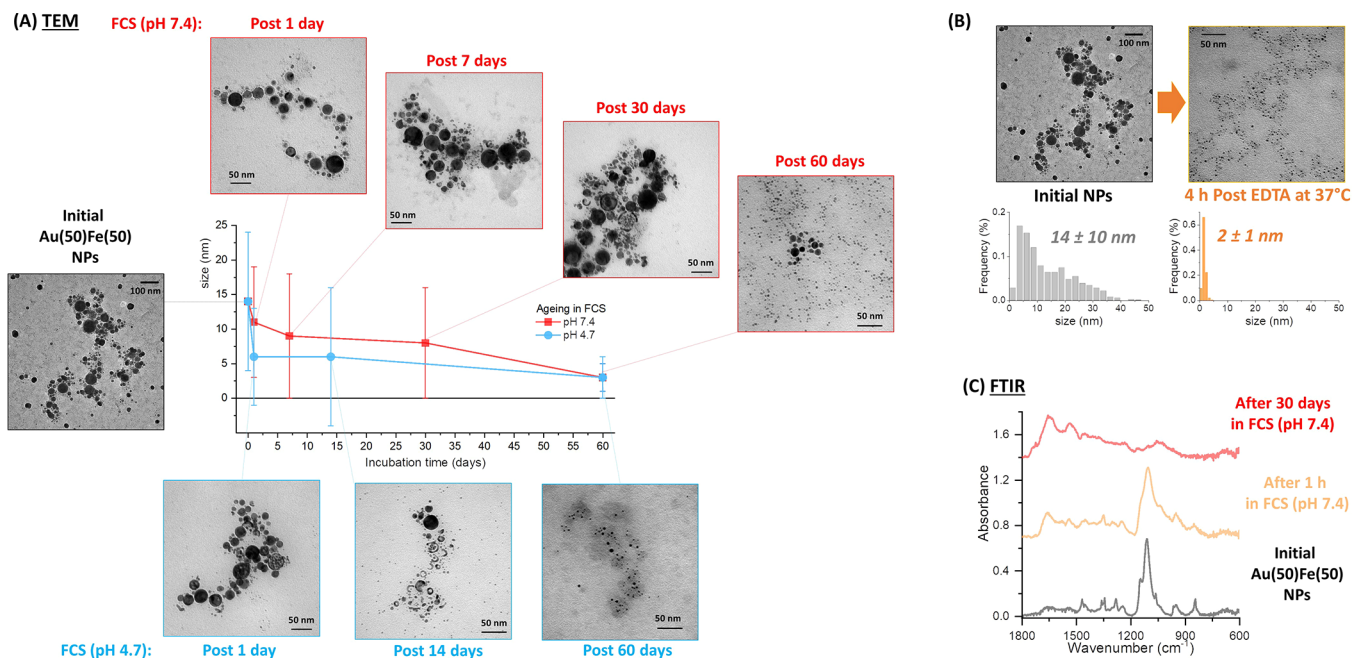 (A) TEM
FCS (pH 7.4):
Post 1 day
50 nm
Post 7 days
50 nm
Post 30 days
50 nm
Post 60 days
50 nm
Initial
Au(50)Fe(50)
NPs
100 nm
size (nm)
25
20
15
10
5
0
0 5 10 15 20 25 30 35 40 45 50 55 60
Incubation time (days)
Ageing in FCS
pH 7.4
pH 4.7
50 nm
50 nm
50 nm
FCS (pH 4.7):
Post 1 day
Post 14 days
Post 60 days
(B)
100 nm
50 nm
Initial NPs
4 h Post EDTA at 37°C
Frequency (%)
0.2
0.1
0.0
14 ± 10 nm
0 10 20 30 40 50
size (nm)
Frequency (%)
0.6
0.4
0.2
0.0
2 ± 1 nm
0 10 20 30 40 50
size (nm)
(C) FTIR
Absorbance
1.6
1.2
0.8
0.4
0.0
1800 1500 1200 900 600
Wavenumber (cm⁻¹)
After 30 days
in FCS (pH 7.4)
After 1 h
in FCS (pH 7.4)
Initial
Au(50)Fe(50)
NPs